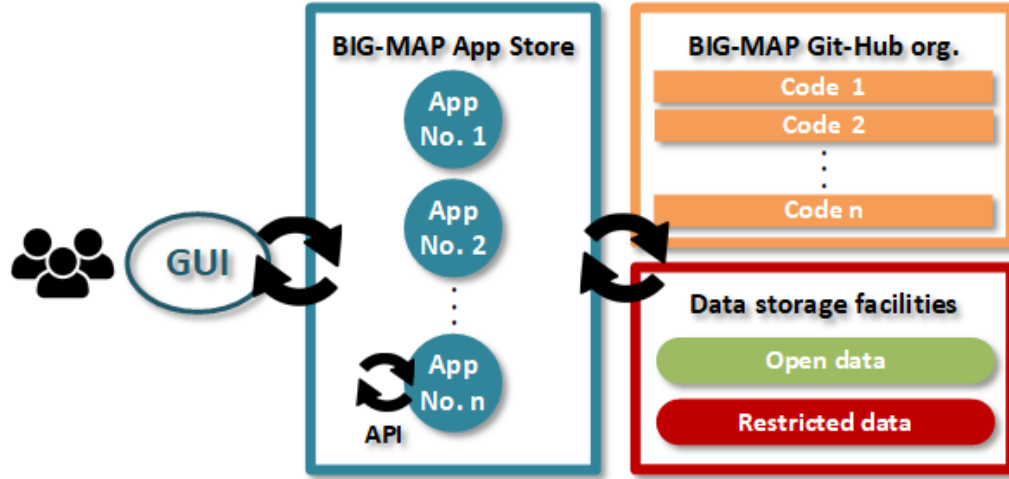 GUI
BIG-MAP App Store
App
No. 1
App
No. 2
App
No. n
API
BIG-MAP Git-Hub org.
Code 1
Code 2
Code n
Data storage facilities
Open data
Restricted data